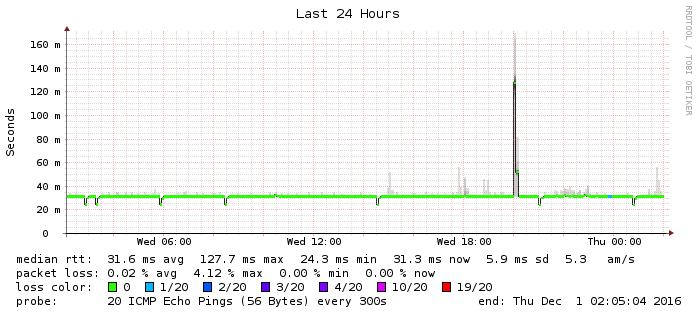 Last 24 Hours
RRDTOOL / TOBI OETIKER
Seconds
160 m
140 m
120 m
100 m
80 m
60 m
40 m
20 m
0
Wed 06:00 Wed 12:00 Wed 18:00 Thu 00:00
median rtt: 31.6 ms avg 127.7 ms max 24.3 ms min 31.3 ms now 5.9 ms sd 5.3 am/s
packet loss: 0.02 % avg 4.12 % max 0.00 % min 0.00 % now
loss color: 0 1/20 2/20 3/20 4/20 10/20 19/20
probe: 20 ICMP Echo Pings (56 Bytes) every 300s end: Thu Dec 1 02:05:04 2016